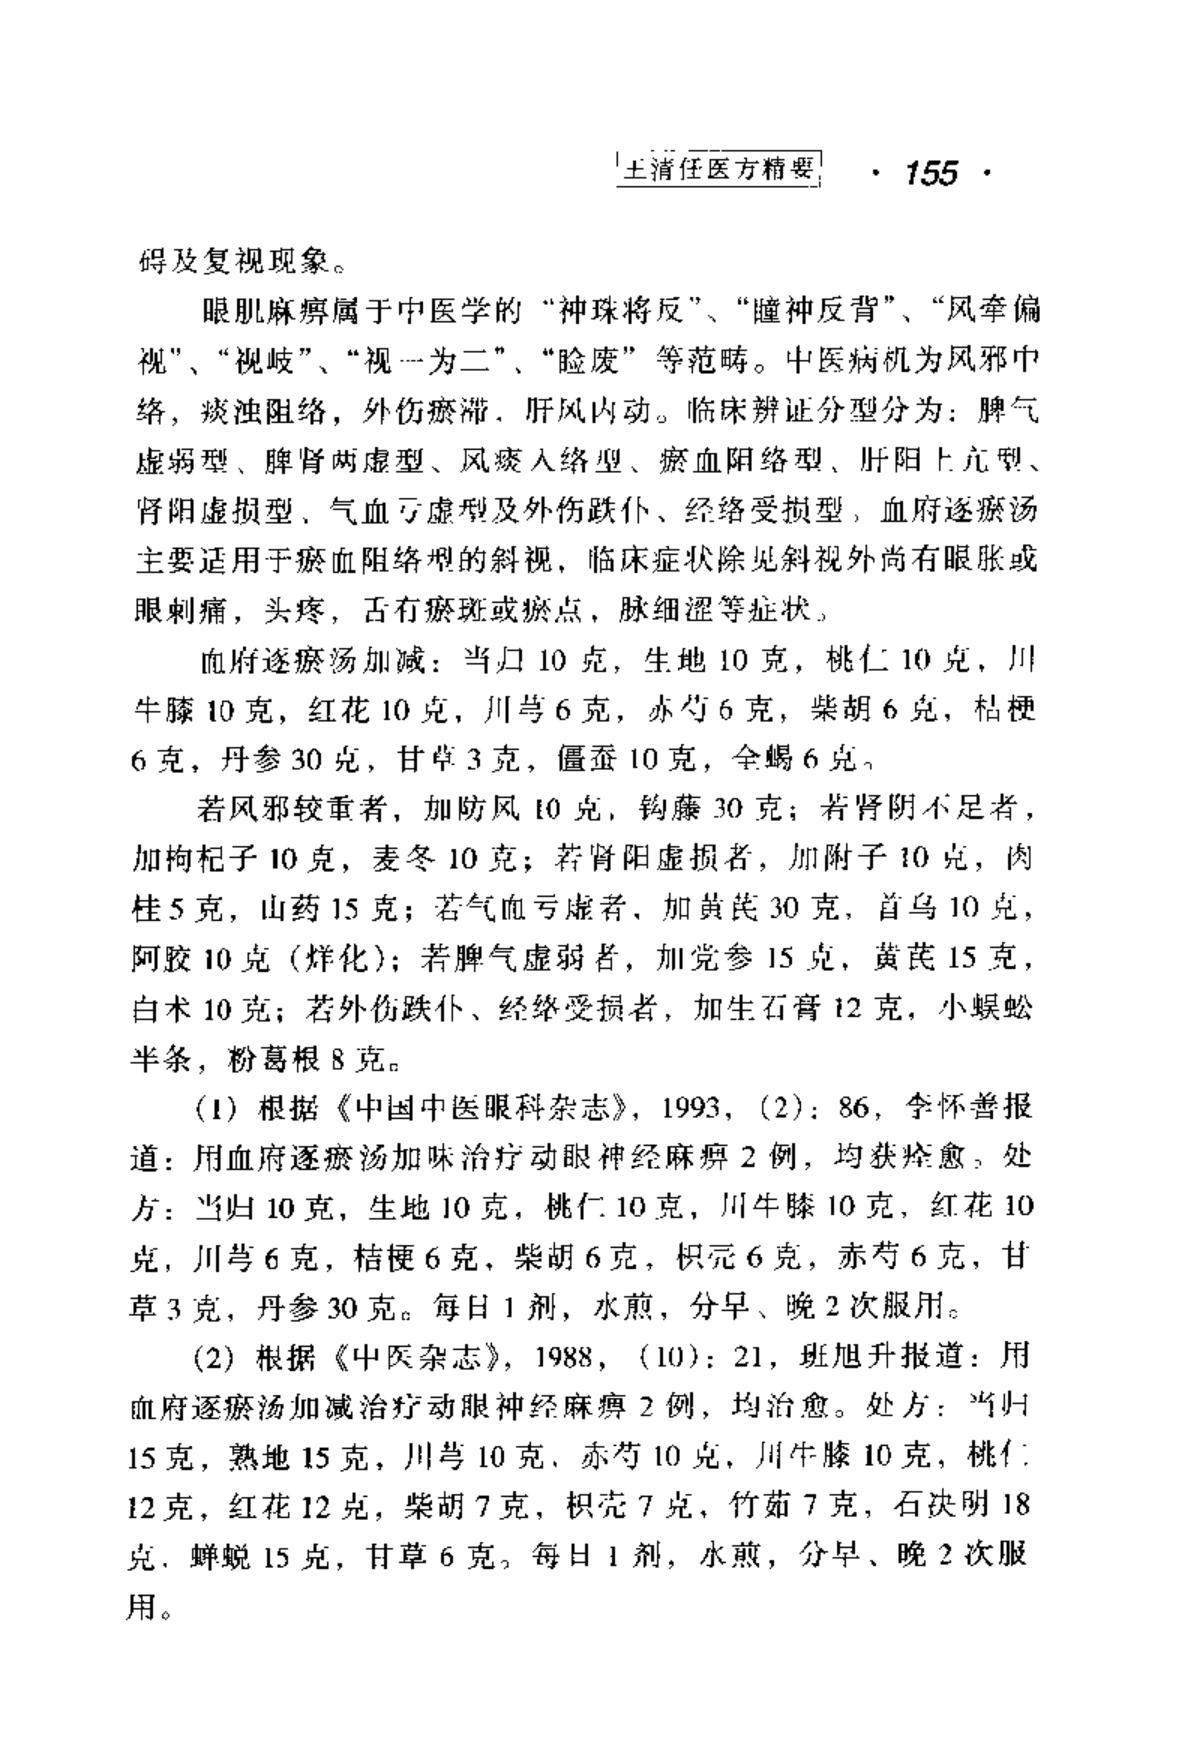 王清任医方精要 · 155 ·
碍及复视现象。
眼肌麻痹属于中医学的“神珠将反”、“瞳神反背”、“风牵偏
视”、“视歧”、“视一为二”、“睑废”等范畴。中医病机为风邪中
络，痰浊阻络，外伤瘀滞，肝风内动。临床辨证分型分为：脾气
虚弱型、脾肾两虚型、风痰入络型、瘀血阻络型、肝阳上亢型、
肾阳虚损型、气血亏虚型及外伤跌仆、经络受损型。血府逐瘀汤
主要适用于瘀血阻络型的斜视，临床症状除见斜视外尚有眼胀或
眼刺痛，头疼，舌有瘀斑或瘀点，脉细涩等症状。
血府逐瘀汤加减：当归 10 克，生地 10 克，桃仁 10 克，川
牛膝 10 克，红花 10 克，川芎 6 克，赤芍 6 克，柴胡 6 克，桔梗
6 克，丹参 30 克，甘草 3 克，僵蚕 10 克，全蝎 6 克。
若风邪较重者，加防风 10 克，钩藤 30 克；若肾阴不足者，
加枸杞子 10 克，麦冬 10 克；若肾阳虚损者，加附子 10 克，肉
桂 5 克，山药 15 克；若气血亏虚者，加黄芪 30 克，首乌 10 克，
阿胶 10 克（烊化）；若脾气虚弱者，加党参 15 克，黄芪 15 克，
白术 10 克；若外伤跌仆、经络受损者，加生石膏 12 克，小蜈蚣
半条，粉葛根 8 克。
（1）根据《中国中医眼科杂志》，1993，（2）：86，李怀善报
道：用血府逐瘀汤加味治疗动眼神经麻痹 2 例，均获痊愈。处
方：当归 10 克，生地 10 克，桃仁 10 克，川牛膝 10 克，红花 10
克，川芎 6 克，桔梗 6 克，柴胡 6 克，枳壳 6 克，赤芍 6 克，甘
草 3 克，丹参 30 克。每日 1 剂，水煎，分早、晚 2 次服用。
（2）根据《中医杂志》，1988，（10）：21，班旭升报道：用
血府逐瘀汤加减治疗动眼神经麻痹 2 例，均治愈。处方：当归
15 克，熟地 15 克，川芎 10 克，赤芍 10 克，川牛膝 10 克，桃仁
12 克，红花 12 克，柴胡 7 克，枳壳 7 克，竹茹 7 克，石决明 18
克，蝉蜕 15 克，甘草 6 克。每日 1 剂，水煎，分早、晚 2 次服
用。